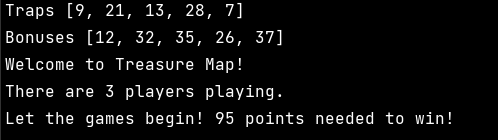 Traps [9, 21, 13, 28, 7]
Bonuses [12, 32, 35, 26, 37]
Welcome to Treasure Map!
There are 3 players playing.
Let the games begin! 95 points needed to win!